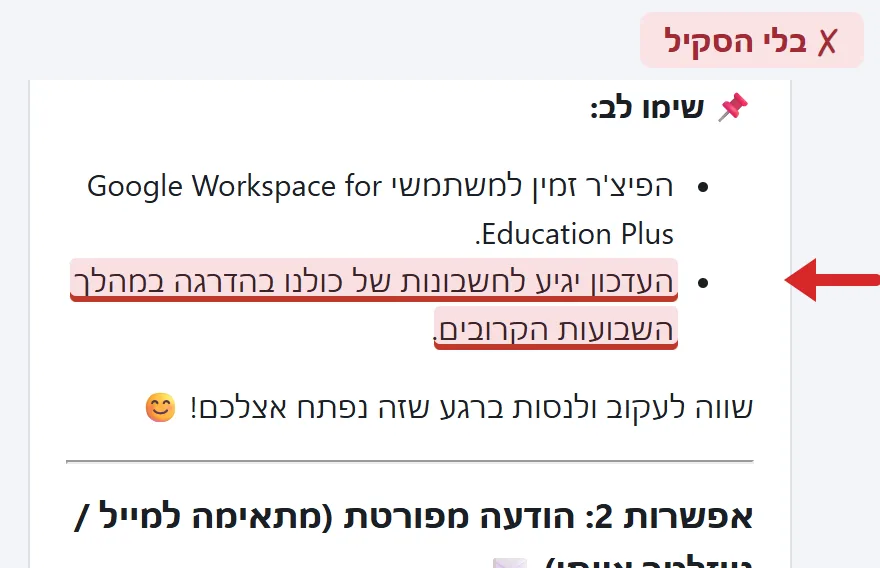 ✗ בלי הסקיל
📌 שימו לב:
• הפיצ'ר זמין למשתמשי Google Workspace for
Education Plus.
• העדכון יגיע לחשבונות של כולנו בהדרגה במהלך
השבועות הקרובים.
שווה לעקוב ולנסות ברגע שזה נפתח אצלכם! 😊
אפשרות 2: הודעה מפורטת (מתאימה למייל /